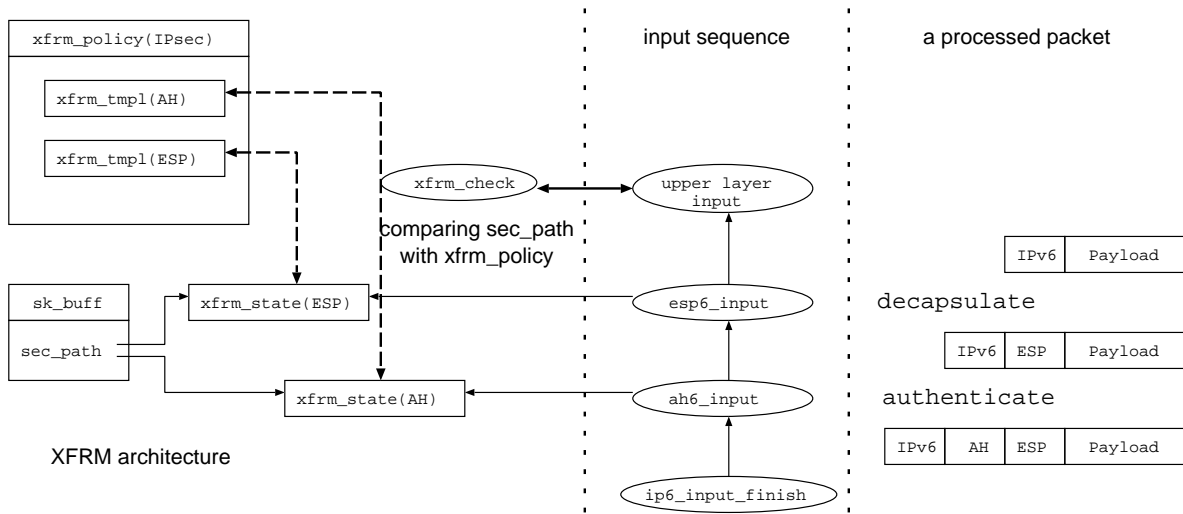 xfrm_policy(IPsec)
xfrm_tmpl(AH)
xfrm_tmpl(ESP)
sk_buff
sec_path
xfrm_state(ESP)
xfrm_state(AH)
XFRM architecture
xfrm_check
comparing sec_path
with xfrm_policy
input sequence
upper layer
input
esp6_input
ah6_input
ip6_input_finish
a processed packet
IPv6 Payload
decapsulate
IPv6 ESP Payload
authenticate
IPv6 AH ESP Payload